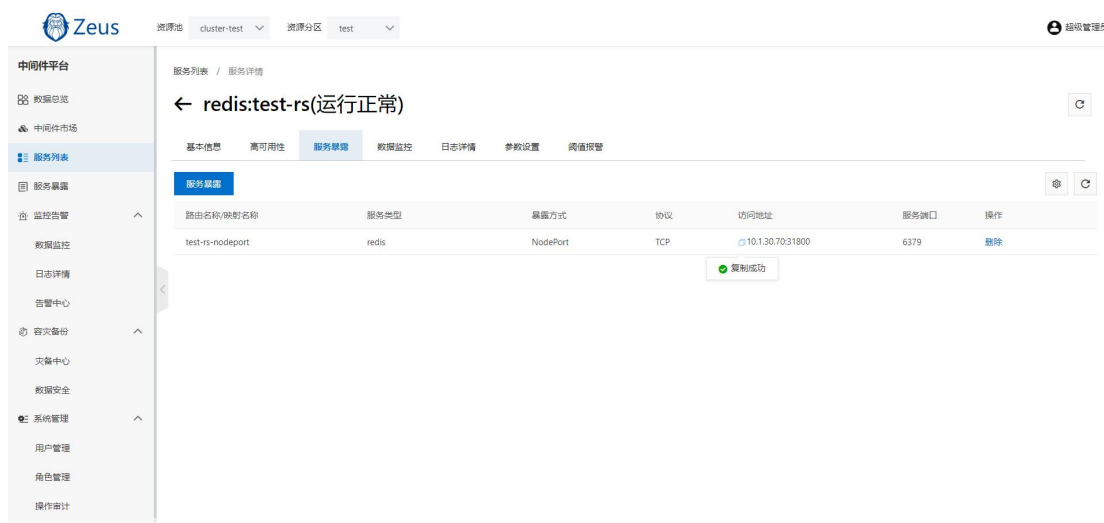 Zeus
资源池 cluster-test 资源分区 test
超级管理员
中间件平台
数据总览
中间件市场
服务列表
服务暴露
监控告警
数据监控
日志详情
告警中心
容灾备份
灾备中心
数据安全
系统管理
用户管理
角色管理
操作审计
服务列表 / 服务详情
← redis:test-rs(运行正常)
基本信息 高可用性 服务暴露 数据监控 日志详情 参数设置 阈值报警
服务暴露
路由名称/映射名称 服务类型 暴露方式 协议 访问地址 服务端口 操作
test-rs-nodeport redis NodePort TCP 10.1.30.70:31800 6379 删除
复制成功